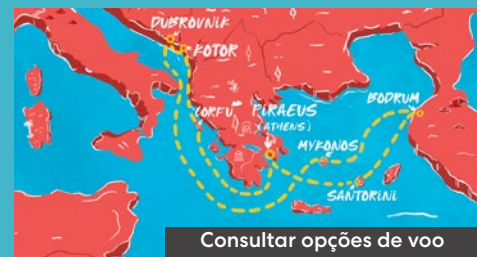 DUBROVNIK
KOTOR
CORFU
PIRAEUS
(ATHENS)
BODRUM
MYKONOS
SANTORINI
Consultar opções de voo